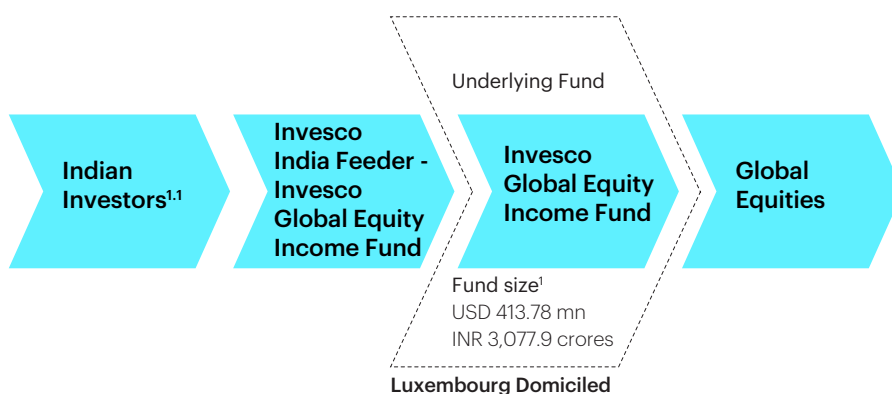 Underlying Fund
Indian
Investors1.1
Invesco
India Feeder -
Invesco
Global Equity
Income Fund
Invesco
Global Equity
Income Fund
Global
Equities
Fund size1
USD 413.78 mn
INR 3,077.9 crores
Luxembourg Domiciled